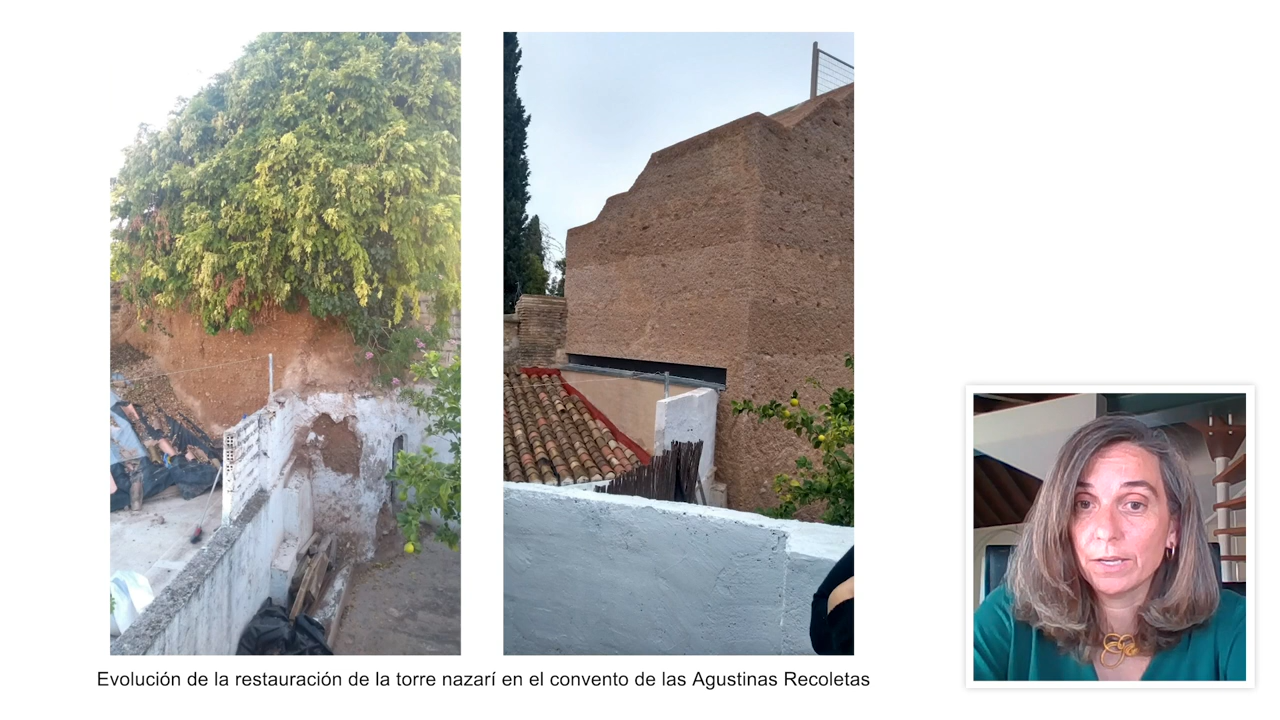 Evolución de la restauración de la torre nazarí en el convento de las Agustinas Recoletas